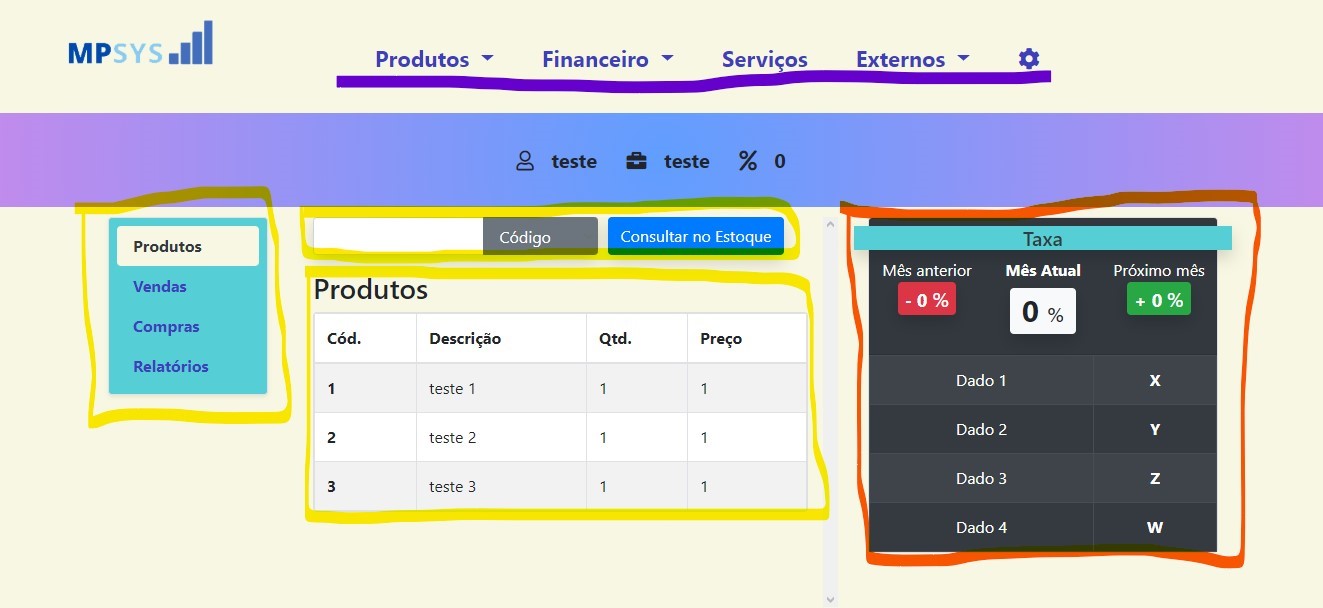 MPSYS
Produtos Financeiro Serviços Externos
teste teste % 0
Produtos
Vendas
Compras
Relatórios
Código Consultar no Estoque
Produtos
Cód. Descrição Qtd. Preço
1 teste 1 1 1
2 teste 2 1 1
3 teste 3 1 1
Taxa
Mês anterior Mês Atual Próximo mês
- 0 % 0 % + 0 %
Dado 1 X
Dado 2 Y
Dado 3 Z
Dado 4 W